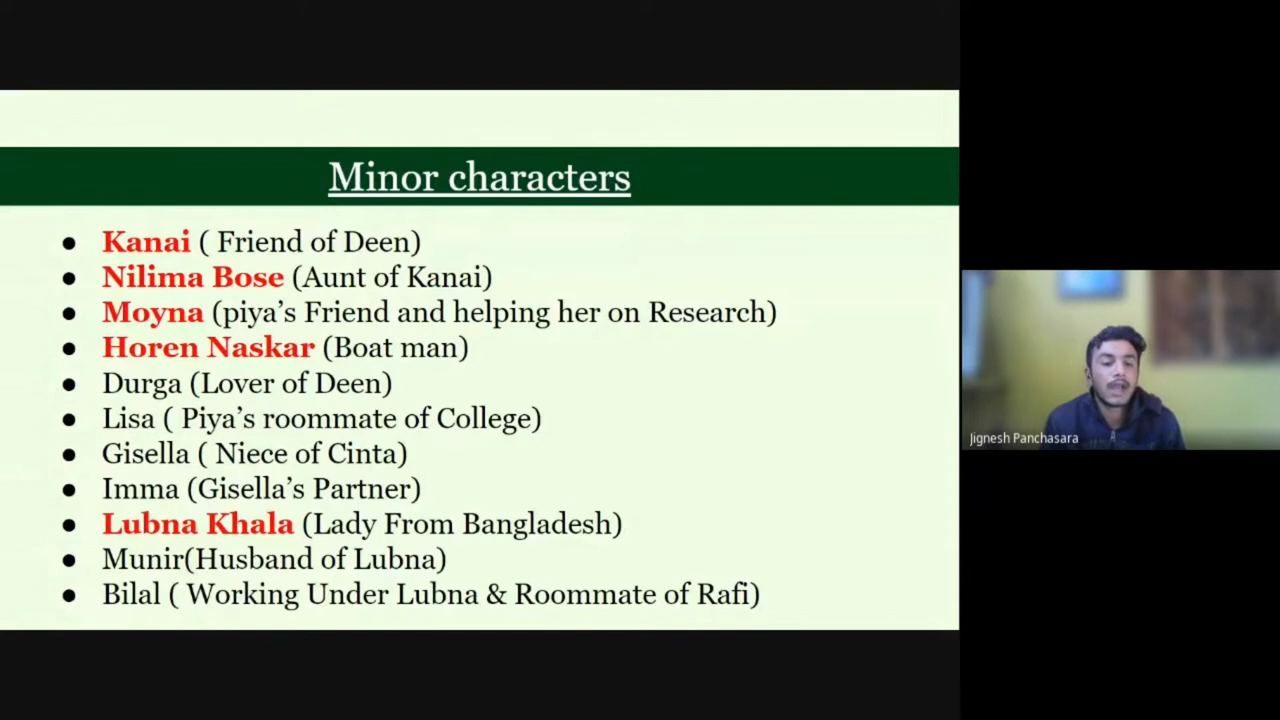 Minor characters
● Kanai ( Friend of Deen)
● Nilima Bose (Aunt of Kanai)
● Moyna (piya’s Friend and helping her on Research)
● Horen Naskar (Boat man)
● Durga (Lover of Deen)
● Lisa ( Piya’s roommate of College)
● Gisella ( Niece of Cinta)
● Imma (Gisella’s Partner)
● Lubna Khala (Lady From Bangladesh)
● Munir(Husband of Lubna)
● Bilal ( Working Under Lubna & Roommate of Rafi)
Jignesh Panchasara